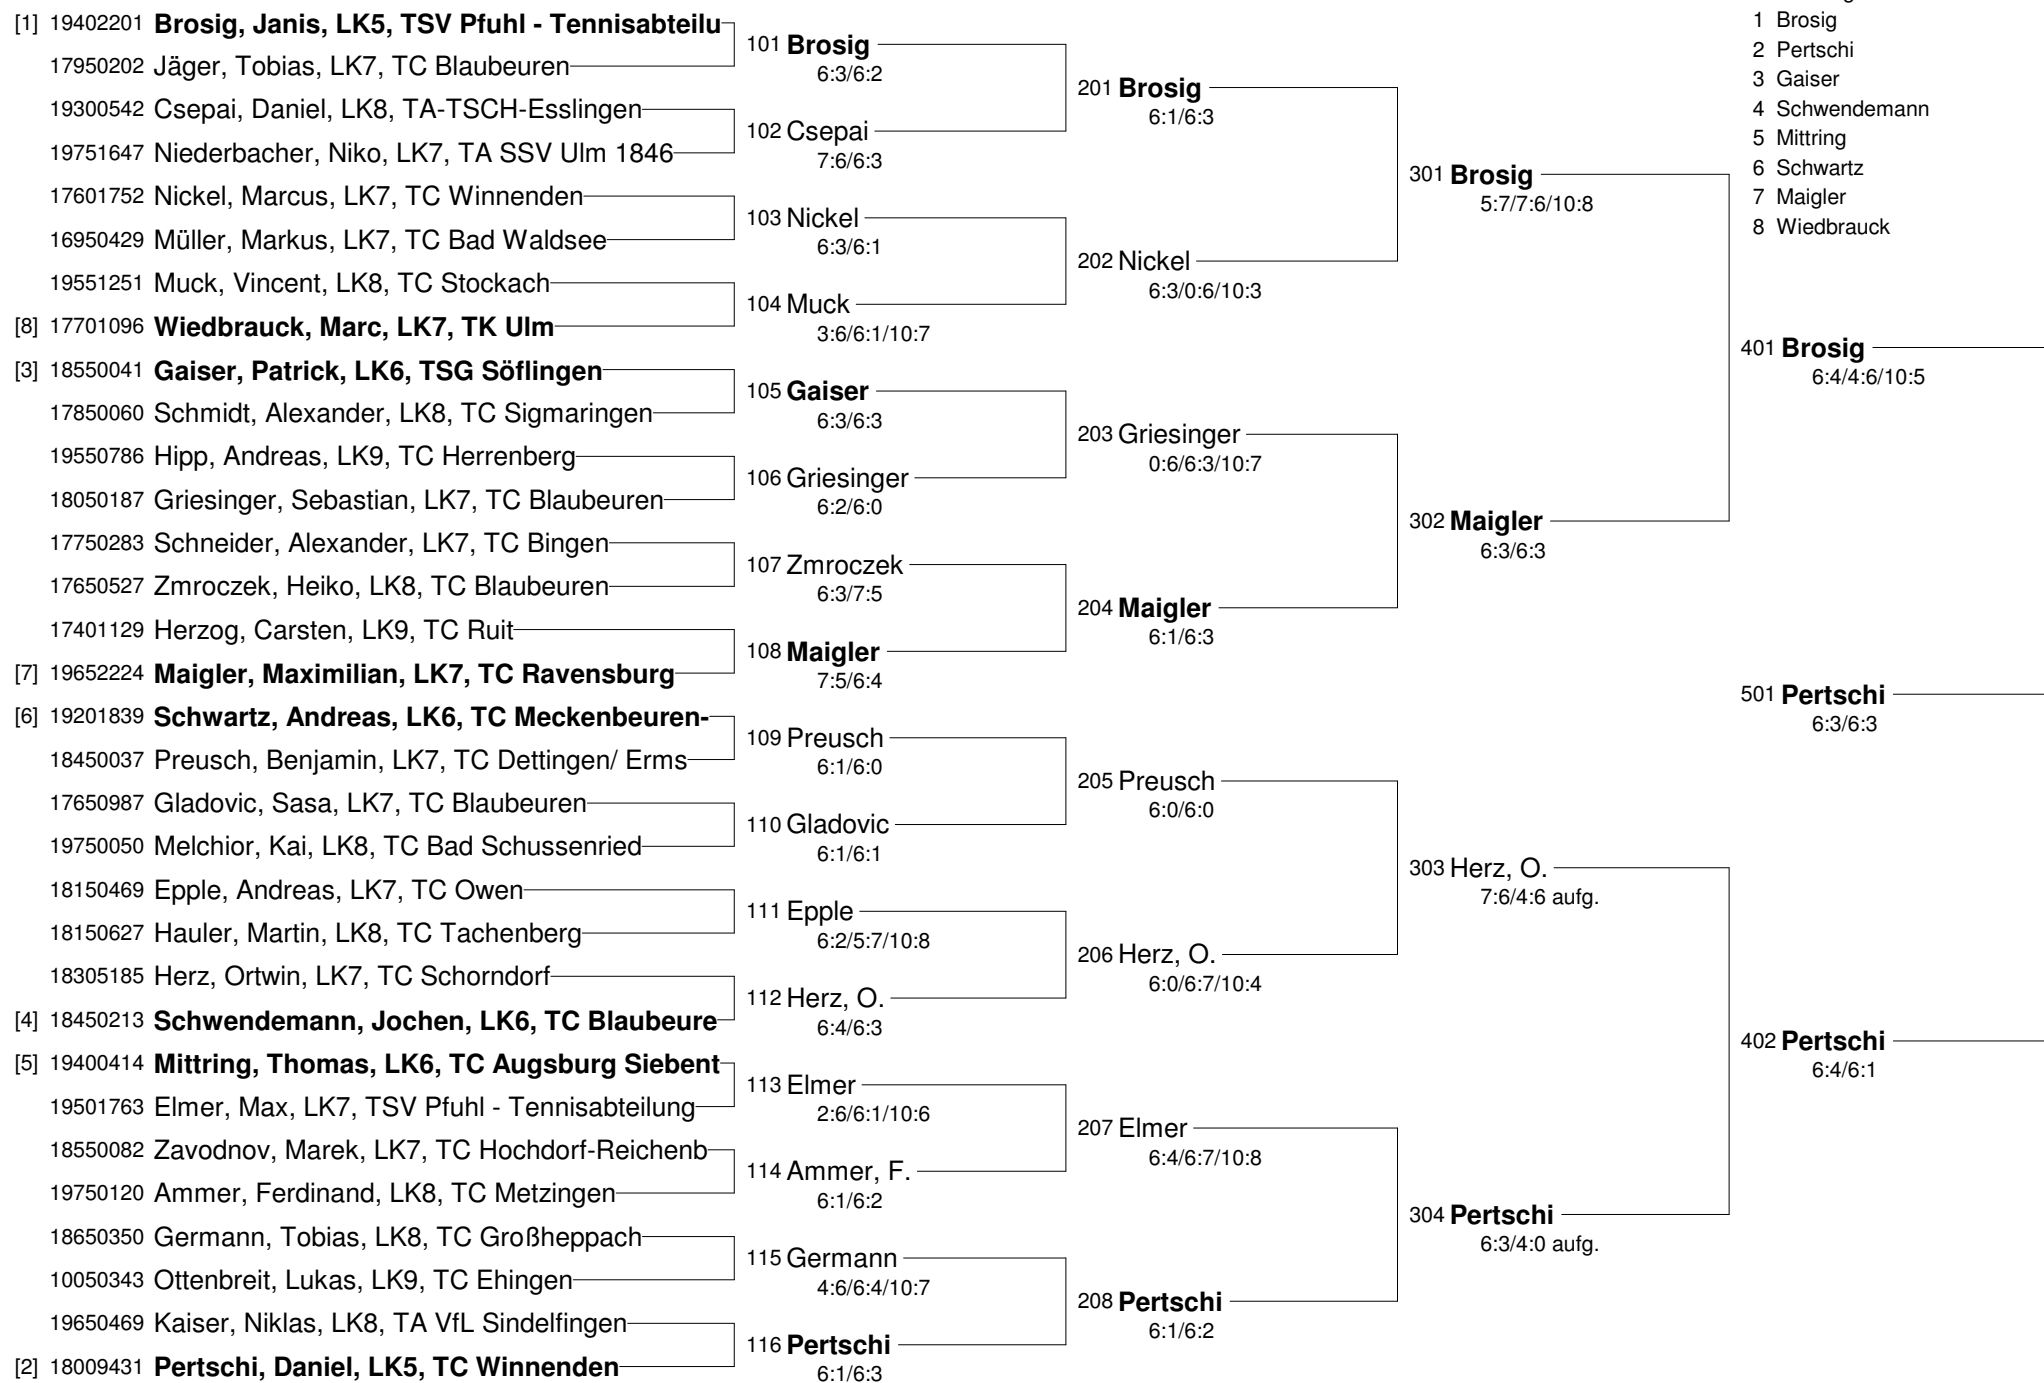 [1] 19402201 Brosig, Janis, LK5, TSV Pfuhl - Tennisabteilu
17950202 Jäger, Tobias, LK7, TC Blaubeuren
19300542 Csepai, Daniel, LK8, TA-TSCH-Esslingen
19751647 Niederbacher, Niko, LK7, TA SSV Ulm 1846
17601752 Nickel, Marcus, LK7, TC Winnenden
16950429 Müller, Markus, LK7, TC Bad Waldsee
19551251 Muck, Vincent, LK8, TC Stockach
[8] 17701096 Wiedbrauck, Marc, LK7, TK Ulm
[3] 18550041 Gaiser, Patrick, LK6, TSG Söflingen
17850060 Schmidt, Alexander, LK8, TC Sigmaringen
19550786 Hipp, Andreas, LK9, TC Herrenberg
18050187 Griesinger, Sebastian, LK7, TC Blaubeuren
17750283 Schneider, Alexander, LK7, TC Bingen
17650527 Zmroczek, Heiko, LK8, TC Blaubeuren
17401129 Herzog, Carsten, LK9, TC Ruit
[7] 19652224 Maigler, Maximilian, LK7, TC Ravensburg
[6] 19201839 Schwartz, Andreas, LK6, TC Meckenbeuren-
18450037 Preusch, Benjamin, LK7, TC Dettingen/ Erms
17650987 Gladovic, Sasa, LK7, TC Blaubeuren
19750050 Melchior, Kai, LK8, TC Bad Schussenried
18150469 Epple, Andreas, LK7, TC Owen
18150627 Hauler, Martin, LK8, TC Tachenberg
18305185 Herz, Ortwin, LK7, TC Schorndorf
[4] 18450213 Schwendemann, Jochen, LK6, TC Blaubeure
[5] 19400414 Mittring, Thomas, LK6, TC Augsburg Siebent
19501763 Elmer, Max, LK7, TSV Pfuhl - Tennisabteilung
18550082 Zavodnov, Marek, LK7, TC Hochdorf-Reichenb
19750120 Ammer, Ferdinand, LK8, TC Metzingen
18650350 Germann, Tobias, LK8, TC Großheppach
10050343 Ottenbreit, Lukas, LK9, TC Ehingen
19650469 Kaiser, Niklas, LK8, TA VfL Sindelfingen
[2] 18009431 Pertschi, Daniel, LK5, TC Winnenden
101 Brosig
6:3/6:2
102 Csepai
7:6/6:3
103 Nickel
6:3/6:1
104 Muck
3:6/6:1/10:7
105 Gaiser
6:3/6:3
106 Griesinger
6:2/6:0
107 Zmroczek
6:3/7:5
108 Maigler
7:5/6:4
109 Preusch
6:1/6:0
110 Gladovic
6:1/6:1
111 Epple
6:2/5:7/10:8
112 Herz, O.
6:4/6:3
113 Elmer
2:6/6:1/10:6
114 Ammer, F.
6:1/6:2
115 Germann
4:6/6:4/10:7
116 Pertschi
6:1/6:3
201 Brosig
6:1/6:3
202 Nickel
6:3/0:6/10:3
203 Griesinger
0:6/6:3/10:7
204 Maigler
6:1/6:3
205 Preusch
6:0/6:0
206 Herz, O.
6:0/6:7/10:4
207 Elmer
6:4/6:7/10:8
208 Pertschi
6:1/6:2
301 Brosig
5:7/7:6/10:8
302 Maigler
6:3/6:3
303 Herz, O.
7:6/4:6 aufg.
304 Pertschi
6:3/4:0 aufg.
1 Brosig
2 Pertschi
3 Gaiser
4 Schwendemann
5 Mittring
6 Schwartz
7 Maigler
8 Wiedbrauck
401 Brosig
6:4/4:6/10:5
501 Pertschi
6:3/6:3
402 Pertschi
6:4/6:1